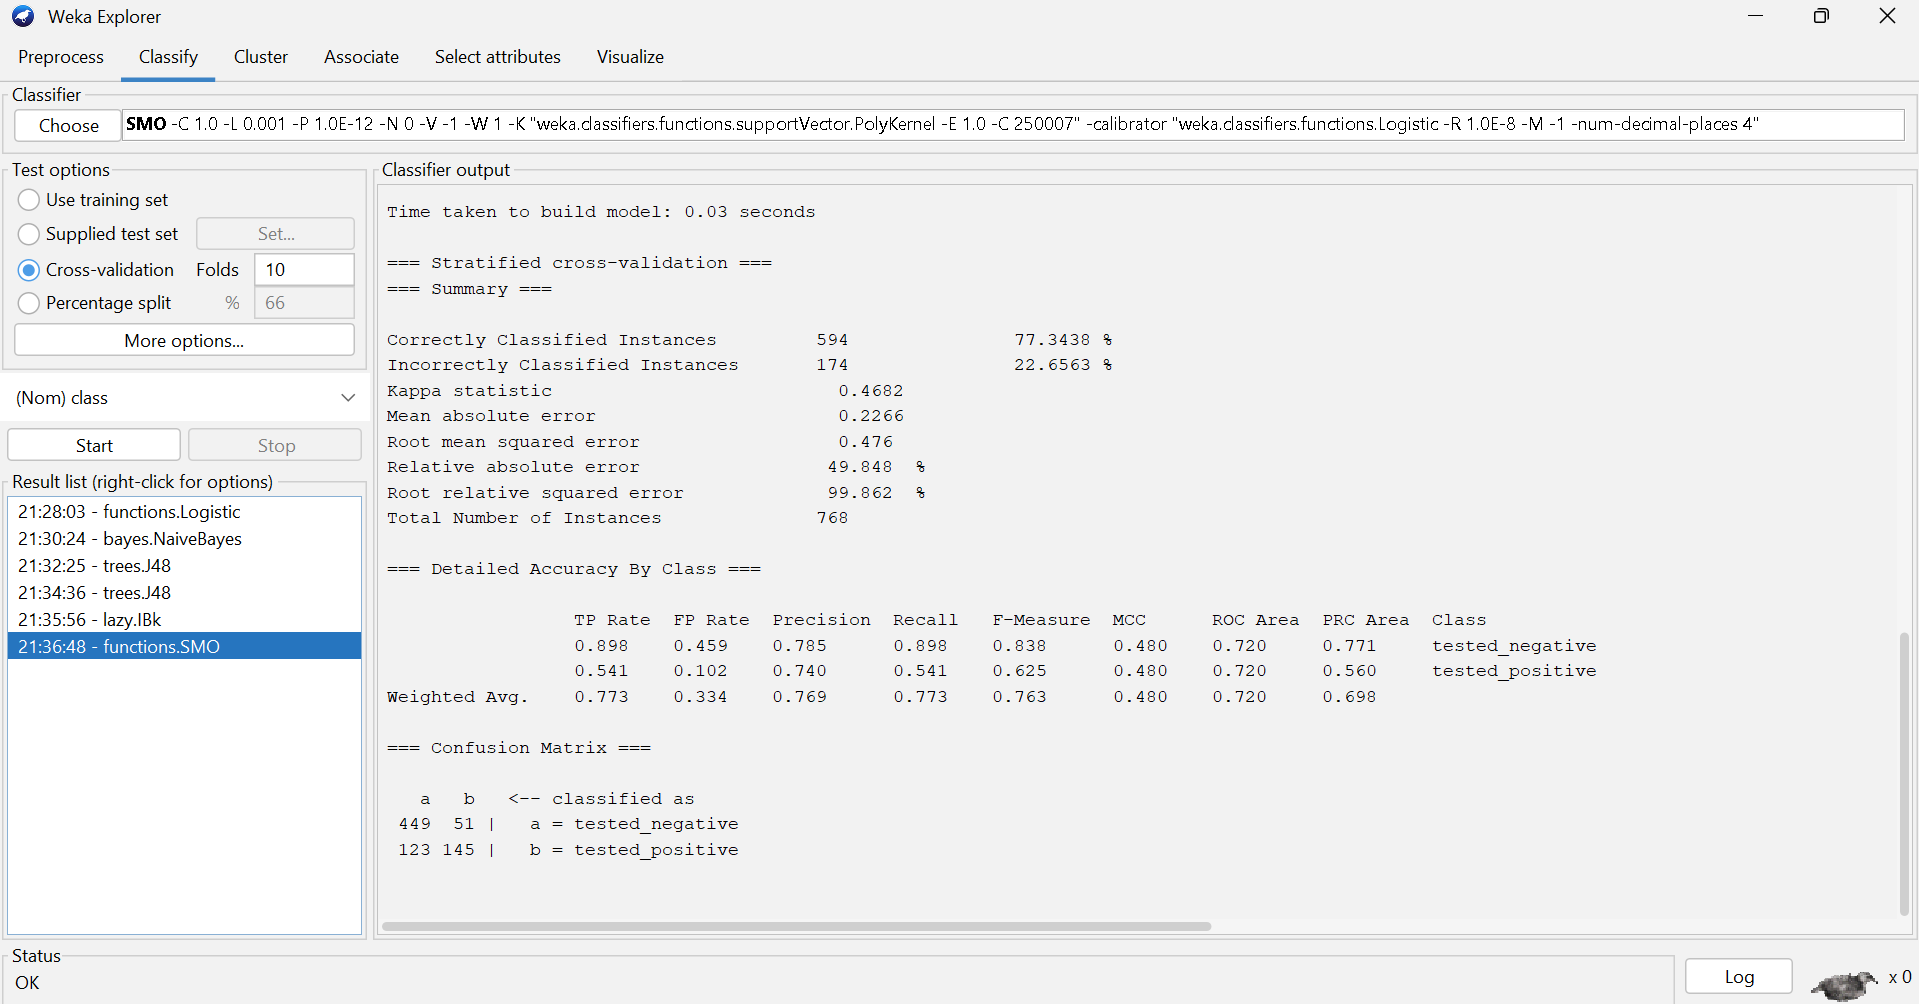 Weka Explorer
Preprocess Classify Cluster Associate Select attributes Visualize
Classifier
Choose SMO -C 1.0 -L 0.001 -P 1.0E-12 -N 0 -V -1 -W 1 -K "weka.classifiers.functions.supportVector.PolyKernel -E 1.0 -C 250007" -calibrator "weka.classifiers.functions.Logistic -R 1.0E-8 -M -1 -num-decimal-places 4"
Test options
Use training set
Supplied test set Set...
Cross-validation Folds 10
Percentage split % 66
More options...
(Nom) class
Start Stop
Result list (right-click for options)
21:28:03 - functions.Logistic
21:30:24 - bayes.NaiveBayes
21:32:25 - trees.J48
21:34:36 - trees.J48
21:35:56 - lazy.IBk
21:36:48 - functions.SMO
Classifier output
Time taken to build model: 0.03 seconds
=== Stratified cross-validation ===
=== Summary ===
Correctly Classified Instances 594 77.3438 %
Incorrectly Classified Instances 174 22.6563 %
Kappa statistic 0.4682
Mean absolute error 0.2266
Root mean squared error 0.476
Relative absolute error 49.848 %
Root relative squared error 99.862 %
Total Number of Instances 768
=== Detailed Accuracy By Class ===
TP Rate FP Rate Precision Recall F-Measure MCC ROC Area PRC Area Class
0.898 0.459 0.785 0.898 0.838 0.480 0.720 0.771 tested_negative
0.541 0.102 0.740 0.541 0.625 0.480 0.720 0.560 tested_positive
Weighted Avg. 0.773 0.334 0.769 0.773 0.763 0.480 0.720 0.698
=== Confusion Matrix ===
a b <-- classified as
449 51 | a = tested_negative
123 145 | b = tested_positive
Status
OK
Log x 0